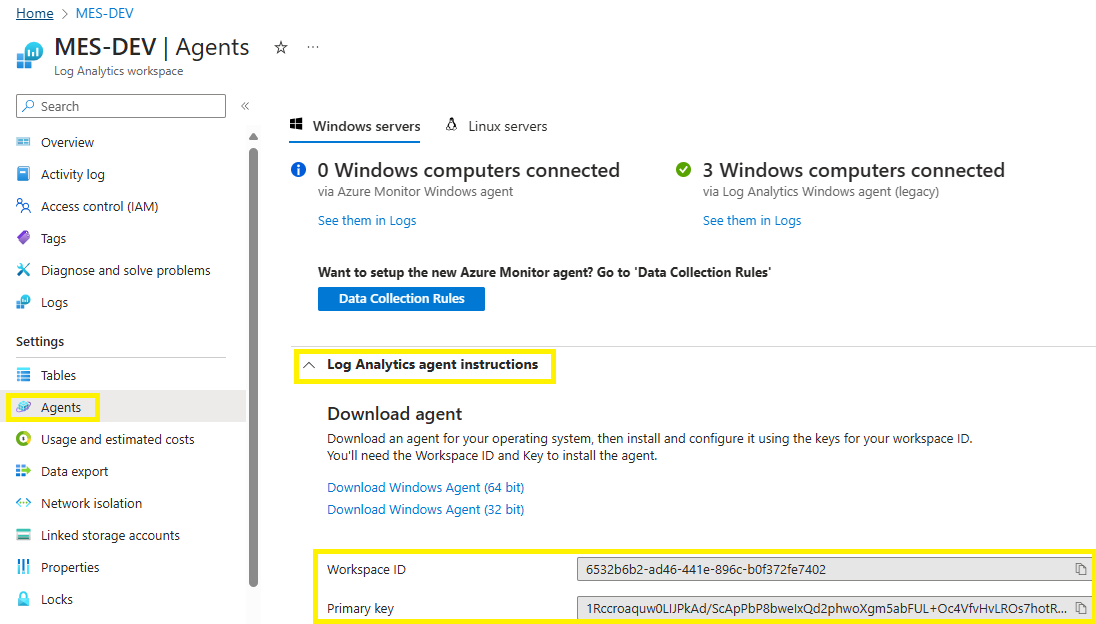 Home > MES-DEV
MES-DEV | Agents
Log Analytics workspace
Search
Overview
Activity log
Access control (IAM)
Tags
Diagnose and solve problems
Logs
Settings
Tables
Agents
Usage and estimated costs
Data export
Network isolation
Linked storage accounts
Properties
Locks
Windows servers
Linux servers
0 Windows computers connected
via Azure Monitor Windows agent
See them in Logs
3 Windows computers connected
via Log Analytics Windows agent (legacy)
See them in Logs
Want to setup the new Azure Monitor agent? Go to 'Data Collection Rules'
Data Collection Rules
Log Analytics agent instructions
Download agent
Download an agent for your operating system, then install and configure it using the keys for your workspace ID.
You'll need the Workspace ID and Key to install the agent.
Download Windows Agent (64 bit)
Download Windows Agent (32 bit)
Workspace ID
6532b6b2-ad46-441e-896c-b0f372fe7402
Primary key
1Rccroaquw0LIJPkAd/ScApPbP8bweIxQd2phwoXgm5abFUL+Oc4VfvHvLROs7hotR...